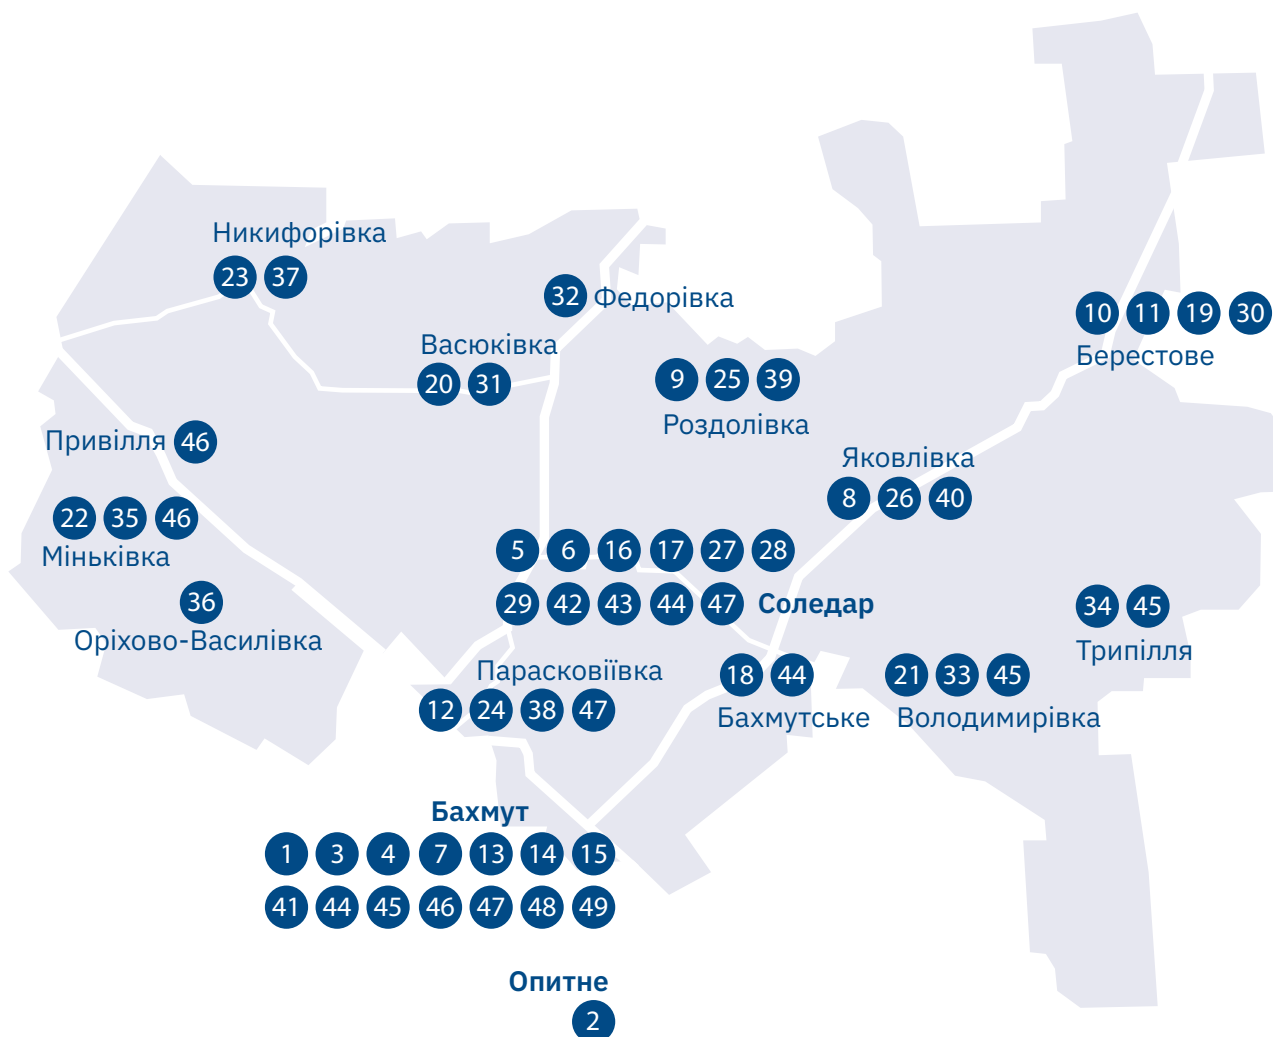 Никифорівка
23 37
32 Федорівка
10 11 19 30
Берестове
Васюківка
20 31
9 25 39
Роздолівка
Привілля 46
Яковлівка
8 26 40
22 35 46
Міньківка
5 6 16 17 27 28
29 42 43 44 47 Соледар
36
Оріхово-Василівка
34 45
Трипілля
Парасковіївка
12 24 38 47
18 44
Бахмутське
21 33 45
Володимирівка
Бахмут
1 3 4 7 13 14 15
41 44 45 46 47 48 49
Опитне
2